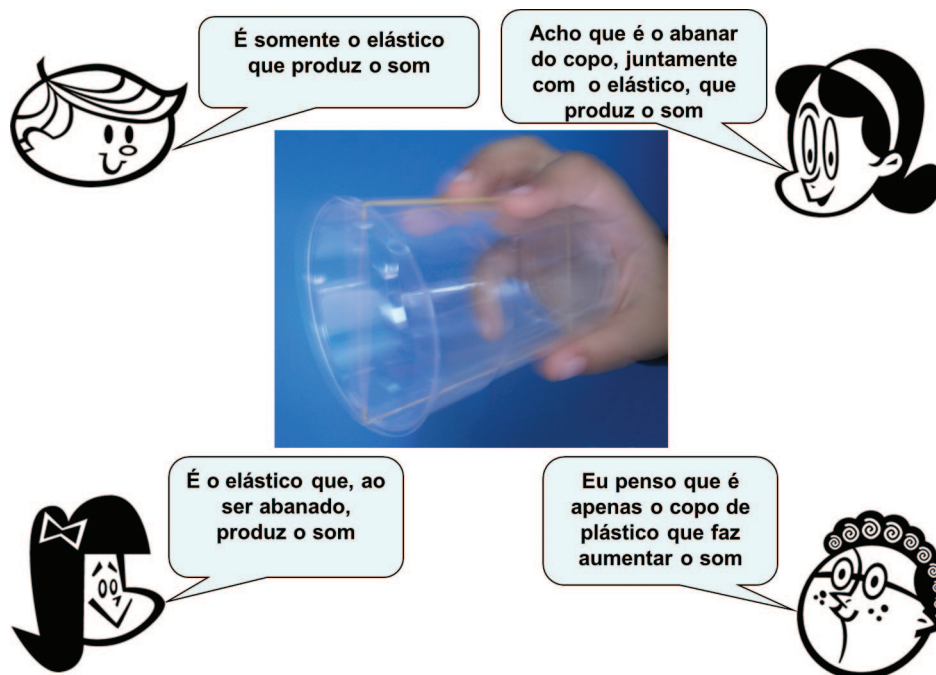 É somente o elástico
que produz o som
Acho que é o abanar
do copo, juntamente
com o elástico, que
produz o som
É o elástico que, ao
ser abanado,
produz o som
Eu penso que é
apenas o copo de
plástico que faz
aumentar o som